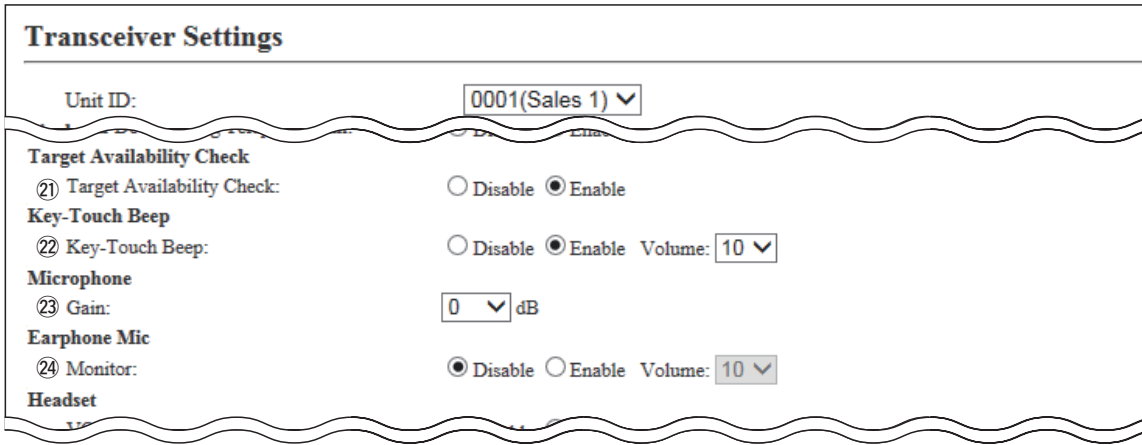 Transceiver Settings
Unit ID: 0001(Sales 1)
Target Availability Check
㉑ Target Availability Check: Disable Enable
Key-Touch Beep
㉒ Key-Touch Beep: Disable Enable Volume: 10
Microphone
㉓ Gain: 0 dB
Earphone Mic
㉔ Monitor: Disable Enable Volume: 10
Headset